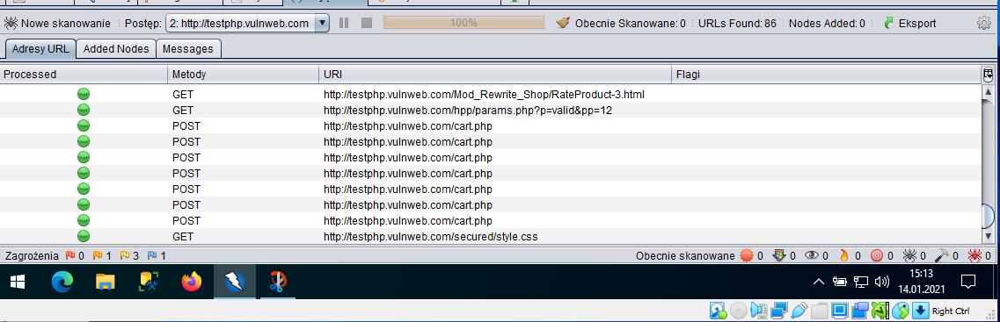 Nowe skanowanie Postęp: 2: http://testphp.vulnweb.com 100% Obecnie Skanowane: 0 URLs Found: 86 Nodes Added: 0 Eksport
Adresy URL Added Nodes Messages
Processed Metody URI Flagi
GET http://testphp.vulnweb.com/Mod_Rewrite_Shop/RateProduct-3.html
GET http://testphp.vulnweb.com/hpp/params.php?p=valid&pp=12
POST http://testphp.vulnweb.com/cart.php
POST http://testphp.vulnweb.com/cart.php
POST http://testphp.vulnweb.com/cart.php
POST http://testphp.vulnweb.com/cart.php
POST http://testphp.vulnweb.com/cart.php
POST http://testphp.vulnweb.com/cart.php
POST http://testphp.vulnweb.com/cart.php
GET http://testphp.vulnweb.com/secured/style.css
Zagrożenia 0 1 3 1 Obecnie skanowane 0 0 0 0 0 0 0 0
15:13
14.01.2021
Right Ctrl